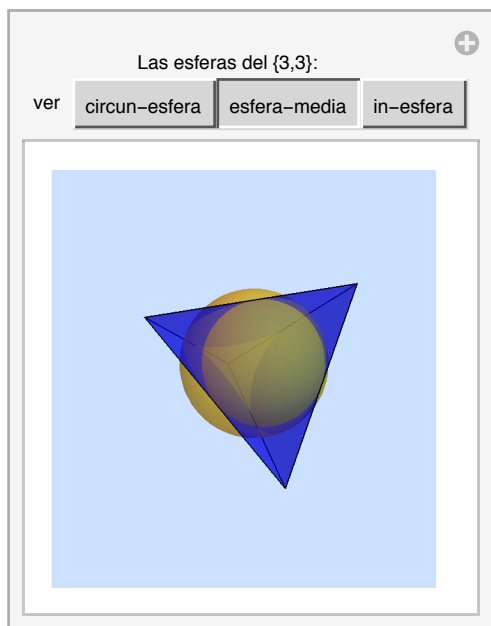 Las esferas del {3,3}:
ver circun−esfera esfera−media in−esfera